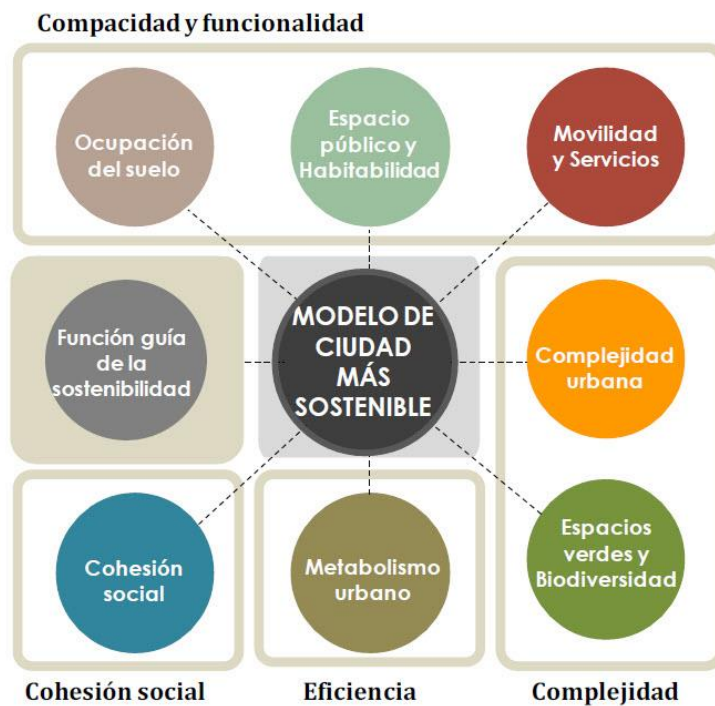 Compacidad y funcionalidad
Ocupación
del suelo
Espacio
público y
Habitabilidad
Movilidad
y Servicios
Función guía
de la
sostenibilidad
MODELO DE
CIUDAD
MÁS
SOSTENIBLE
Complejidad
urbana
Cohesión
social
Metabolismo
urbano
Espacios
verdes y
Biodiversidad
Cohesión social
Eficiencia
Complejidad